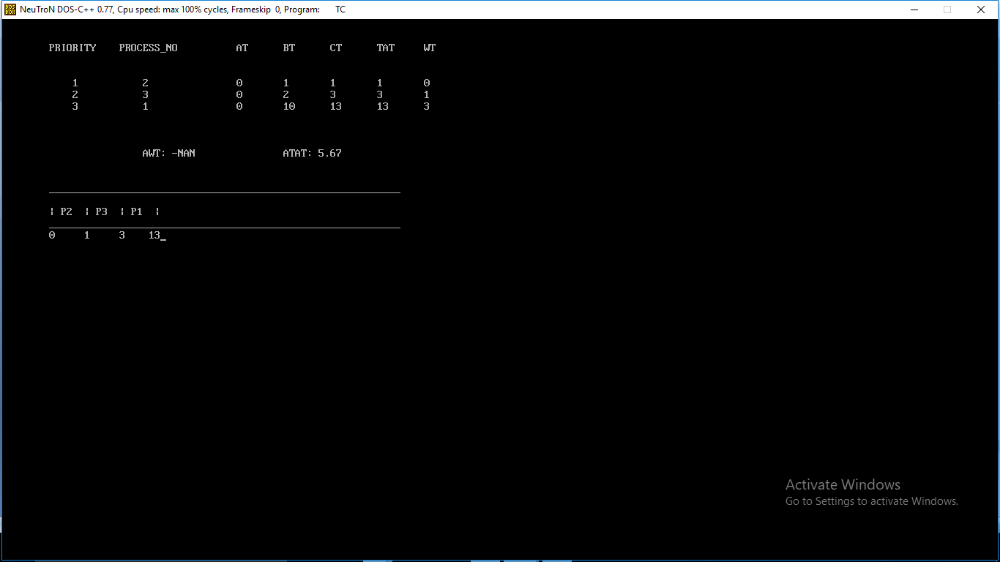 NeuTroN DOS-C++ 0.77, Cpu speed: max 100% cycles, Frameskip 0, Program: TC
PRIORITY PROCESS_NO AT BT CT TAT WT
1 2 0 1 1 1 0
2 3 0 2 3 3 1
3 1 0 10 13 13 3
AWT: -NAN ATAT: 5.67
¦ P2 ¦ P3 ¦ P1 ¦
0 1 3 13_
Activate Windows
Go to Settings to activate Windows.